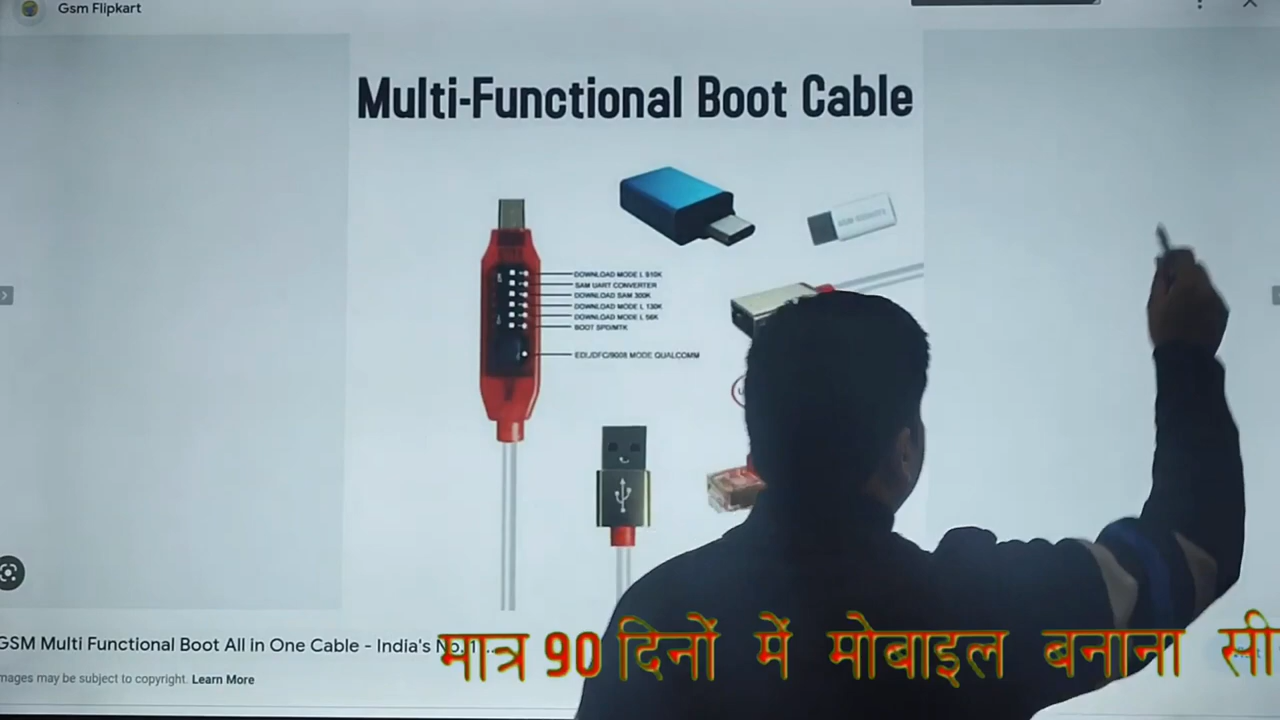 Gsm Flipkart
Multi-Functional Boot Cable
DOWNLOAD MODE L 910K
SAM UART CONVERTER
DOWNLOAD SAM 300K
DOWNLOAD MODE L 130K
DOWNLOAD MODE L 56K
BOOT SPD/MTK
EDL/DFC/9008 MODE QUALCOMM
GSM Multi Functional Boot All in One Cable - India's No. 1 ...
mages may be subject to copyright. Learn More
मात्र 90 दिनों में मोबाइल बनाना सी